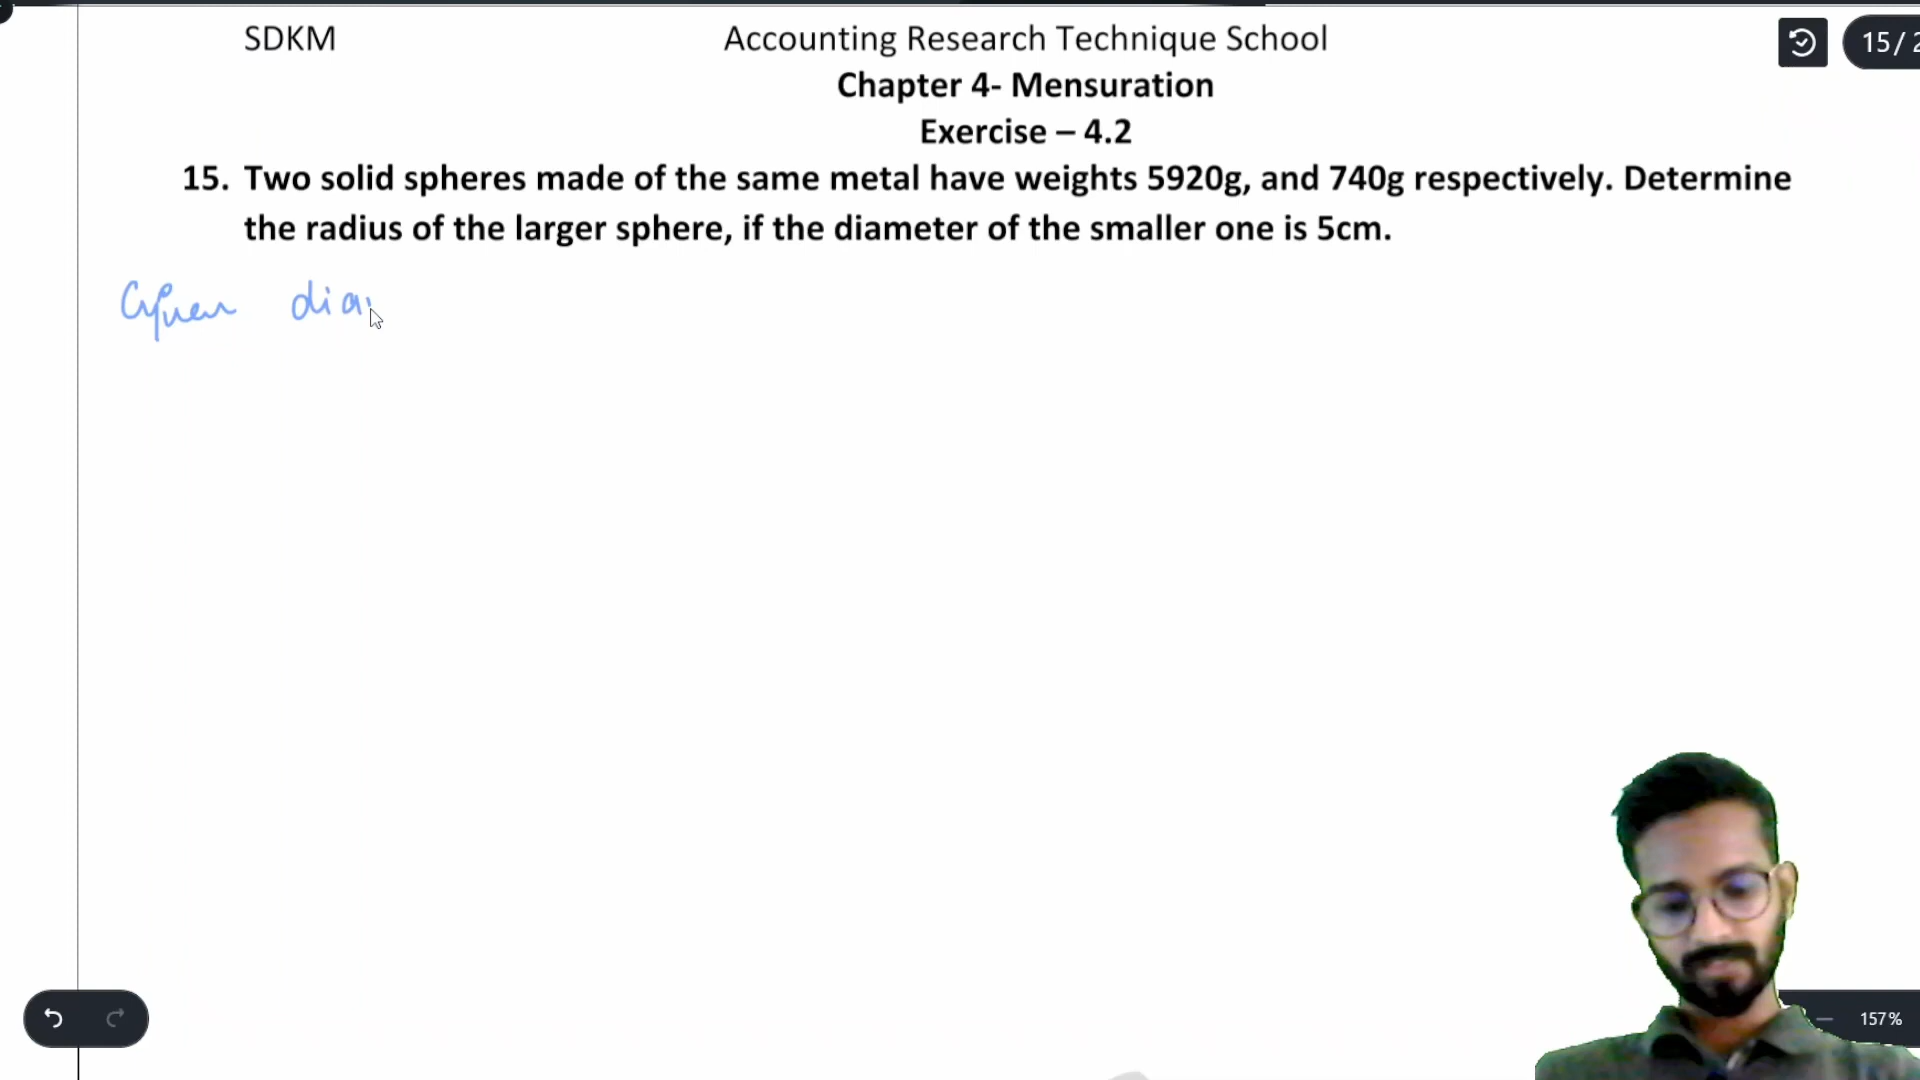 SDKM Accounting Research Technique School 15/2
Chapter 4- Mensuration
Exercise – 4.2
15. Two solid spheres made of the same metal have weights 5920g, and 740g respectively. Determine
the radius of the larger sphere, if the diameter of the smaller one is 5cm.
Given dia
157%